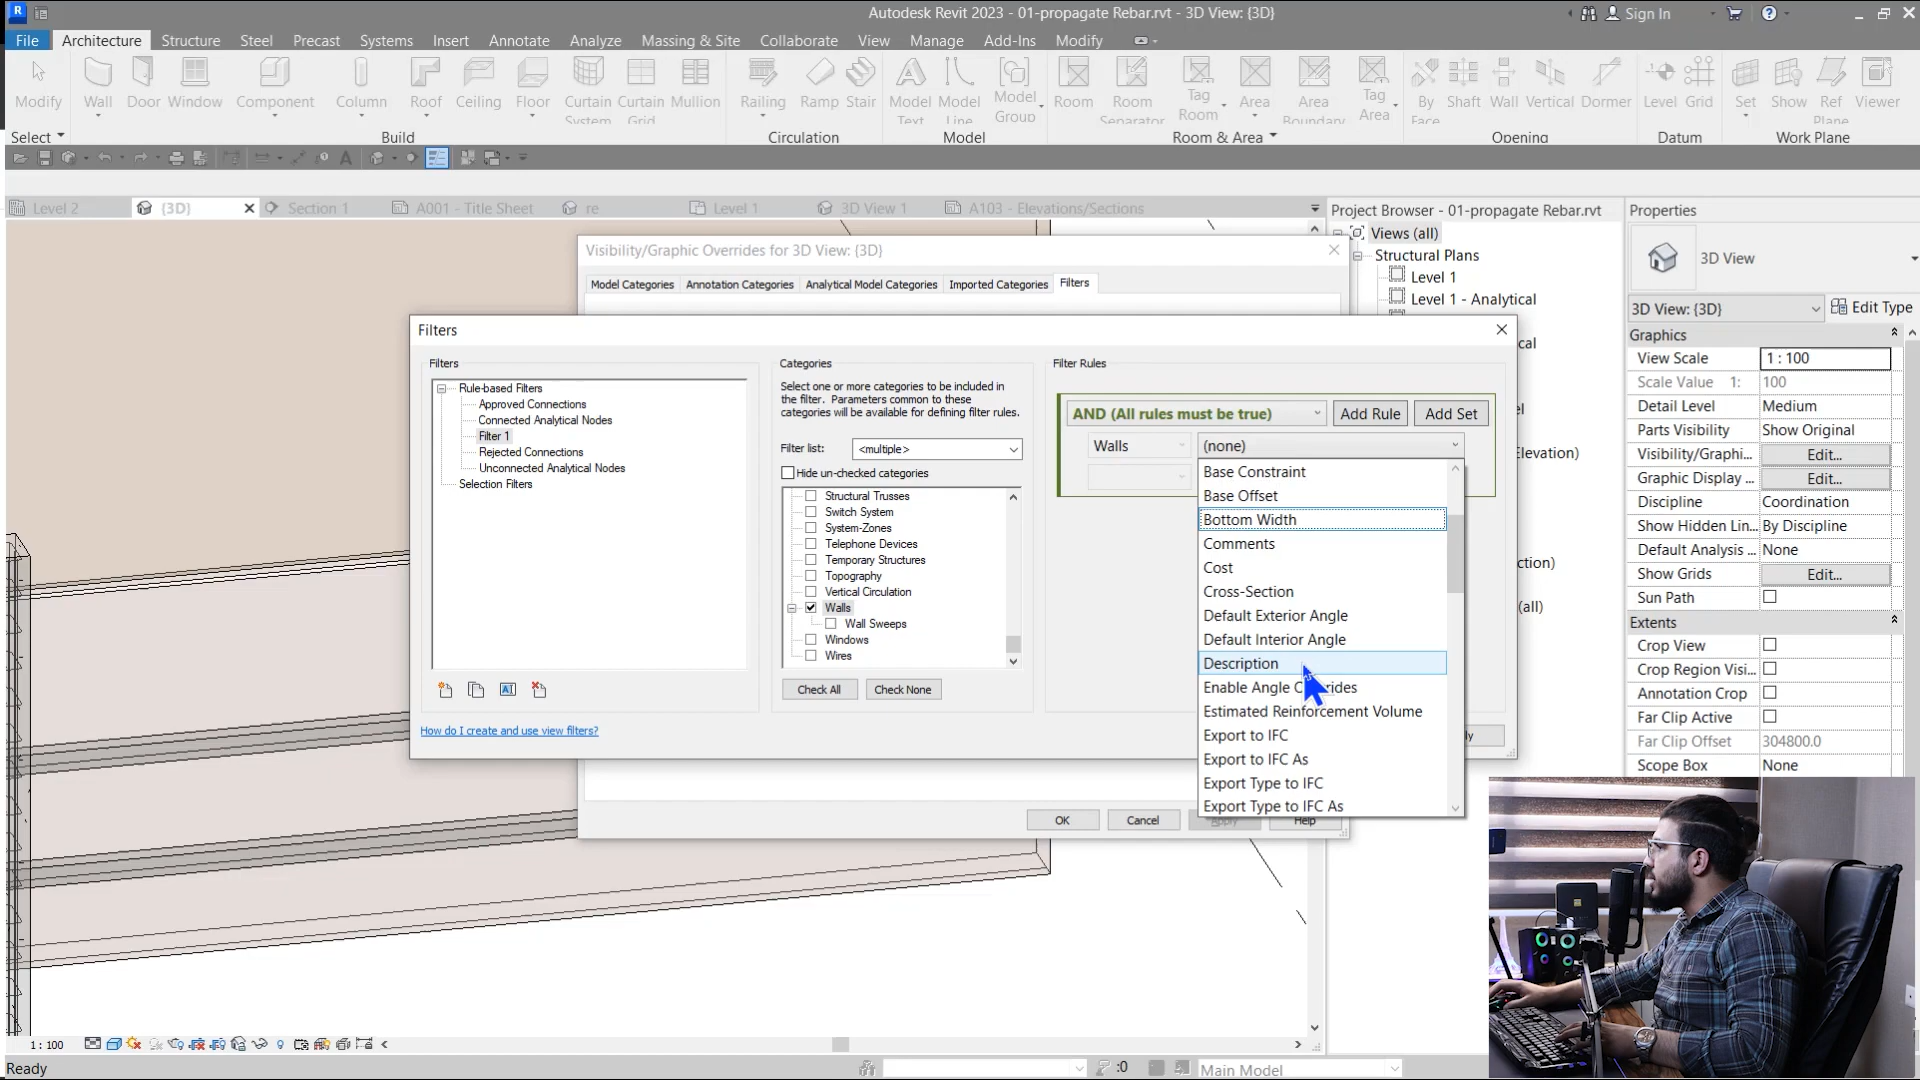 Autodesk Revit 2023 - 01-propagate Rebar.rvt - 3D View: {3D}
Sign In
File Architecture Structure Steel Precast Systems Insert Annotate Analyze Massing & Site Collaborate View Manage Add-Ins Modify
Modify Wall Door Window Component Column Roof Ceiling Floor Curtain System Curtain Grid Mullion Railing Ramp Stair Model Text Model Line Model Group Room Room Separator Tag Room Area Area Boundary Tag Area By Face Shaft Wall Vertical Dormer Level Grid Set Show Ref Plane Viewer
Select Build Circulation Model Room & Area Opening Datum Work Plane
Level 2 {3D} Section 1 A001 - Title Sheet re Level 1 3D View 1 A103 - Elevations/Sections
Project Browser - 01-propagate Rebar.rvt
Views (all)
Structural Plans
Level 1
Level 1 - Analytical
cal
el
Elevation)
ction)
(all)
Properties
3D View
3D View: {3D} Edit Type
Graphics
View Scale 1 : 100
Scale Value 1: 100
Detail Level Medium
Parts Visibility Show Original
Visibility/Graphi... Edit...
Graphic Display ... Edit...
Discipline Coordination
Show Hidden Lin... By Discipline
Default Analysis ... None
Show Grids Edit...
Sun Path
Extents
Crop View
Crop Region Visi...
Annotation Crop
Far Clip Active
Far Clip Offset 304800.0
Scope Box None
Visibility/Graphic Overrides for 3D View: {3D}
Model Categories Annotation Categories Analytical Model Categories Imported Categories Filters
Filters
Filters
Rule-based Filters
Approved Connections
Connected Analytical Nodes
Filter 1
Rejected Connections
Unconnected Analytical Nodes
Selection Filters
How do I create and use view filters?
Categories
Select one or more categories to be included in
the filter. Parameters common to these
categories will be available for defining filter rules.
Filter list: <multiple>
Hide un-checked categories
Structural Trusses
Switch System
System-Zones
Telephone Devices
Temporary Structures
Topography
Vertical Circulation
Walls
Wall Sweeps
Windows
Wires
Check All Check None
Filter Rules
AND (All rules must be true) Add Rule Add Set
Walls (none)
Base Constraint
Base Offset
Bottom Width
Comments
Cost
Cross-Section
Default Exterior Angle
Default Interior Angle
Description
Enable Angle
Estimated Reinforcement Volume
Export to IFC
Export to IFC As
Export Type to IFC
Export Type to IFC As
OK Cancel Apply Help
1 : 100
Ready
:0
Main Model